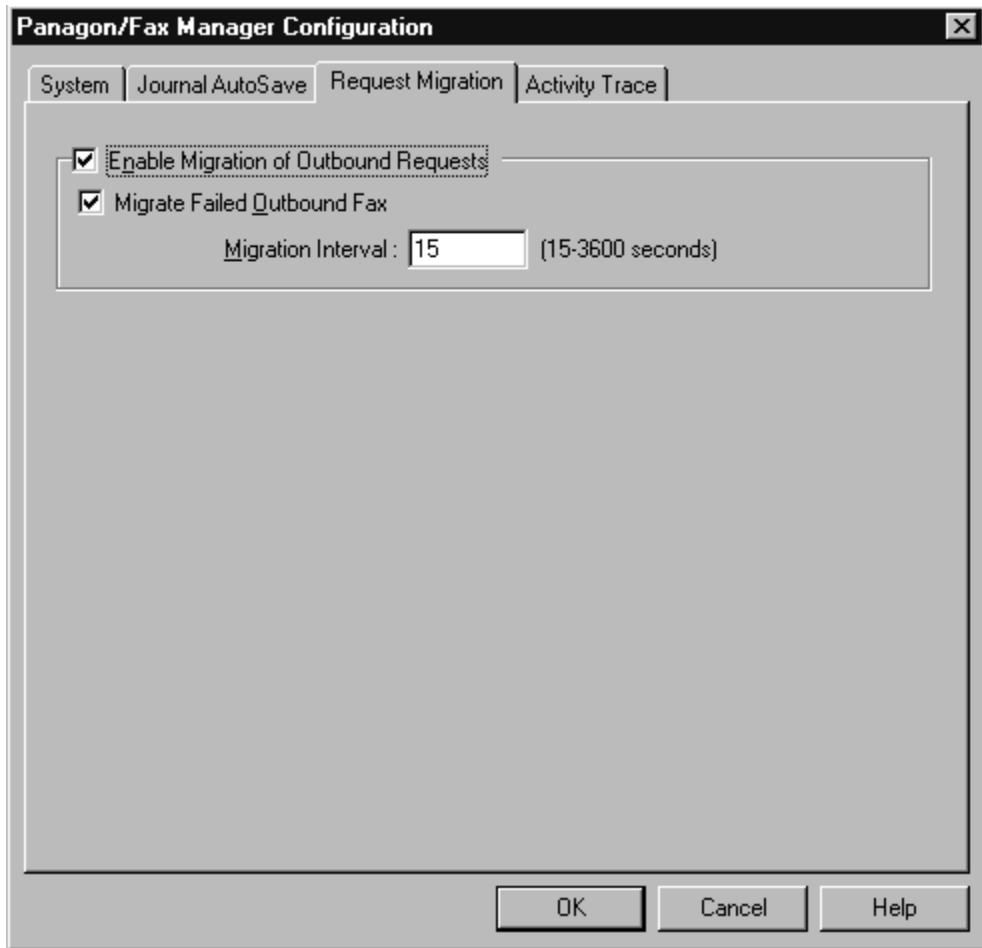 Panagon/Fax Manager Configuration
System Journal AutoSave Request Migration Activity Trace
Enable Migration of Outbound Requests
Migrate Failed Outbound Fax
Migration Interval : 15 (15-3600 seconds)
OK Cancel Help